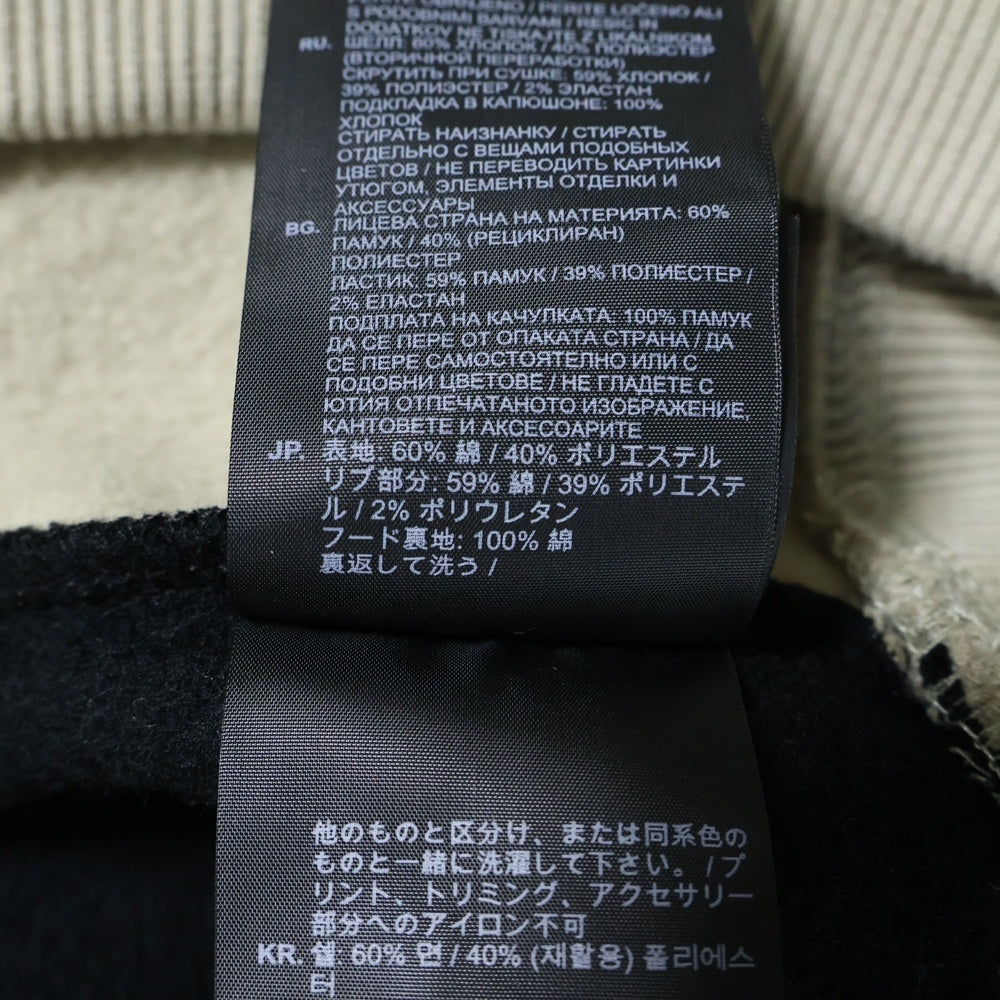 PERITE LOČENO ALI
S PODOBNIMI BARVAMI / RESIC IN
DODATKOV NE TISKAJTE Z LIKALNIKOM
RU. ШЕЛЛ: 60% ХЛОПОК / 40% ПОЛИЭСТЕР
(ВТОРИЧНОЙ ПЕРЕРАБОТКИ)
СКРУТИТЬ ПРИ СУШКЕ: 59% ХЛОПОК /
39% ПОЛИЭСТЕР / 2% ЭЛАСТАН
ПОДКЛАДКА В КАПЮШОНЕ: 100%
ХЛОПОК
СТИРАТЬ НАИЗНАНКУ / СТИРАТЬ
ОТДЕЛЬНО С ВЕЩАМИ ПОДОБНЫХ
ЦВЕТОВ / НЕ ПЕРЕВОДИТЬ КАРТИНКИ
УТЮГОМ, ЭЛЕМЕНТЫ ОТДЕЛКИ И
АКСЕССУАРЫ
BG. ЛИЦЕВА СТРАНА НА МАТЕРИЯТА: 60%
ПАМУК / 40% (РЕЦИКЛИРАН)
ПОЛИЕСТЕР
ЛАСТИК: 59% ПАМУК / 39% ПОЛИЕСТЕР /
2% ЕЛАСТАН
ПОДПЛАТА НА КАЧУЛКАТА: 100% ПАМУК
ДА СЕ ПЕРЕ ОТ ОПАКАТА СТРАНА / ДА
СЕ ПЕРЕ САМОСТОЯТЕЛНО ИЛИ С
ПОДОБНИ ЦВЕТОВЕ / НЕ ГЛАДЕТЕ С
ЮТИЯ ОТПЕЧАТАНОТО ИЗОБРАЖЕНИЕ,
КАНТОВЕТЕ И АКСЕСОАРИТЕ
JP. 表地: 60% 綿 / 40% ポリエステル
リブ部分: 59% 綿 / 39% ポリエステ
ル / 2% ポリウレタン
フード裏地: 100% 綿
裏返して洗う /
他のものと区分け、または同系色の
ものと一緒に洗濯して下さい。 / プ
リント、トリミング、アクセサリー
部分へのアイロン不可
KR. 쉘: 60% 면 / 40% (재활용) 폴리에스
터